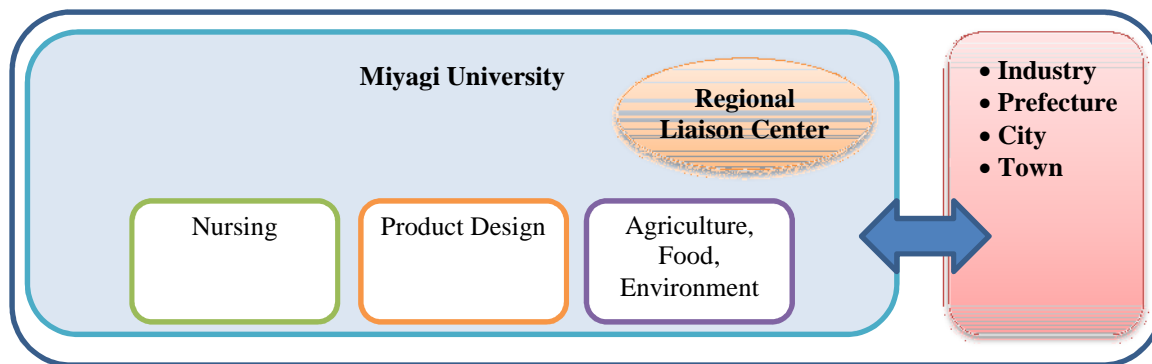 Miyagi University
Regional
Liaison Center
• Industry
• Prefecture
• City
• Town
Nursing
Product Design
Agriculture,
Food,
Environment